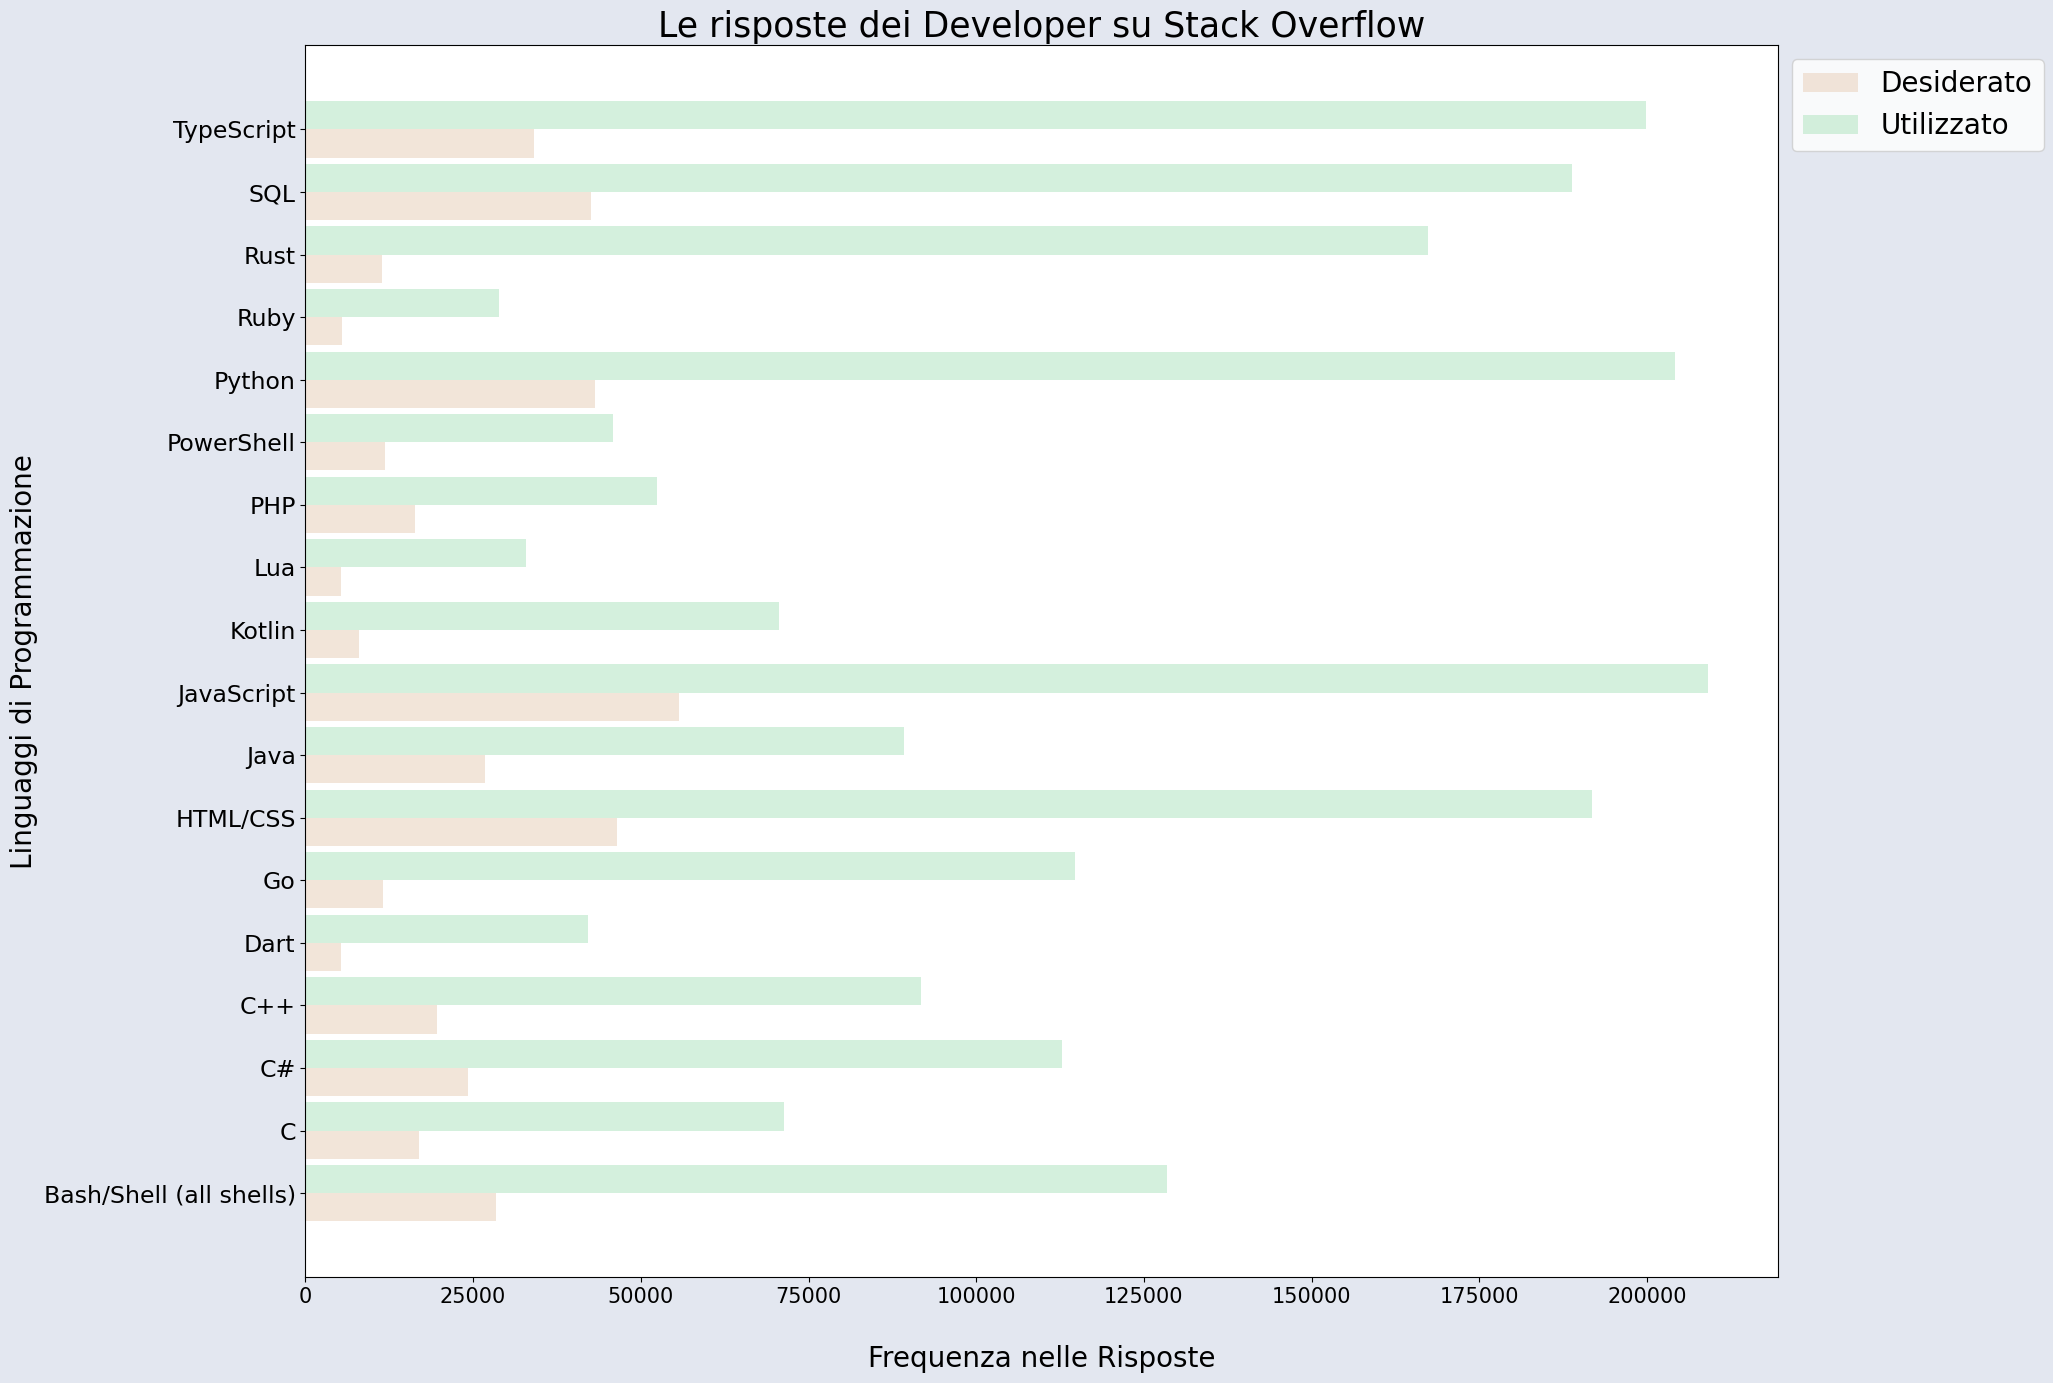 Le risposte dei Developer su Stack Overflow
Desiderato
Utilizzato
Linguaggi di Programmazione
TypeScript
SQL
Rust
Ruby
Python
PowerShell
PHP
Lua
Kotlin
JavaScript
Java
HTML/CSS
Go
Dart
C++
C#
C
Bash/Shell (all shells)
0 25000 50000 75000 100000 125000 150000 175000 200000
Frequenza nelle Risposte